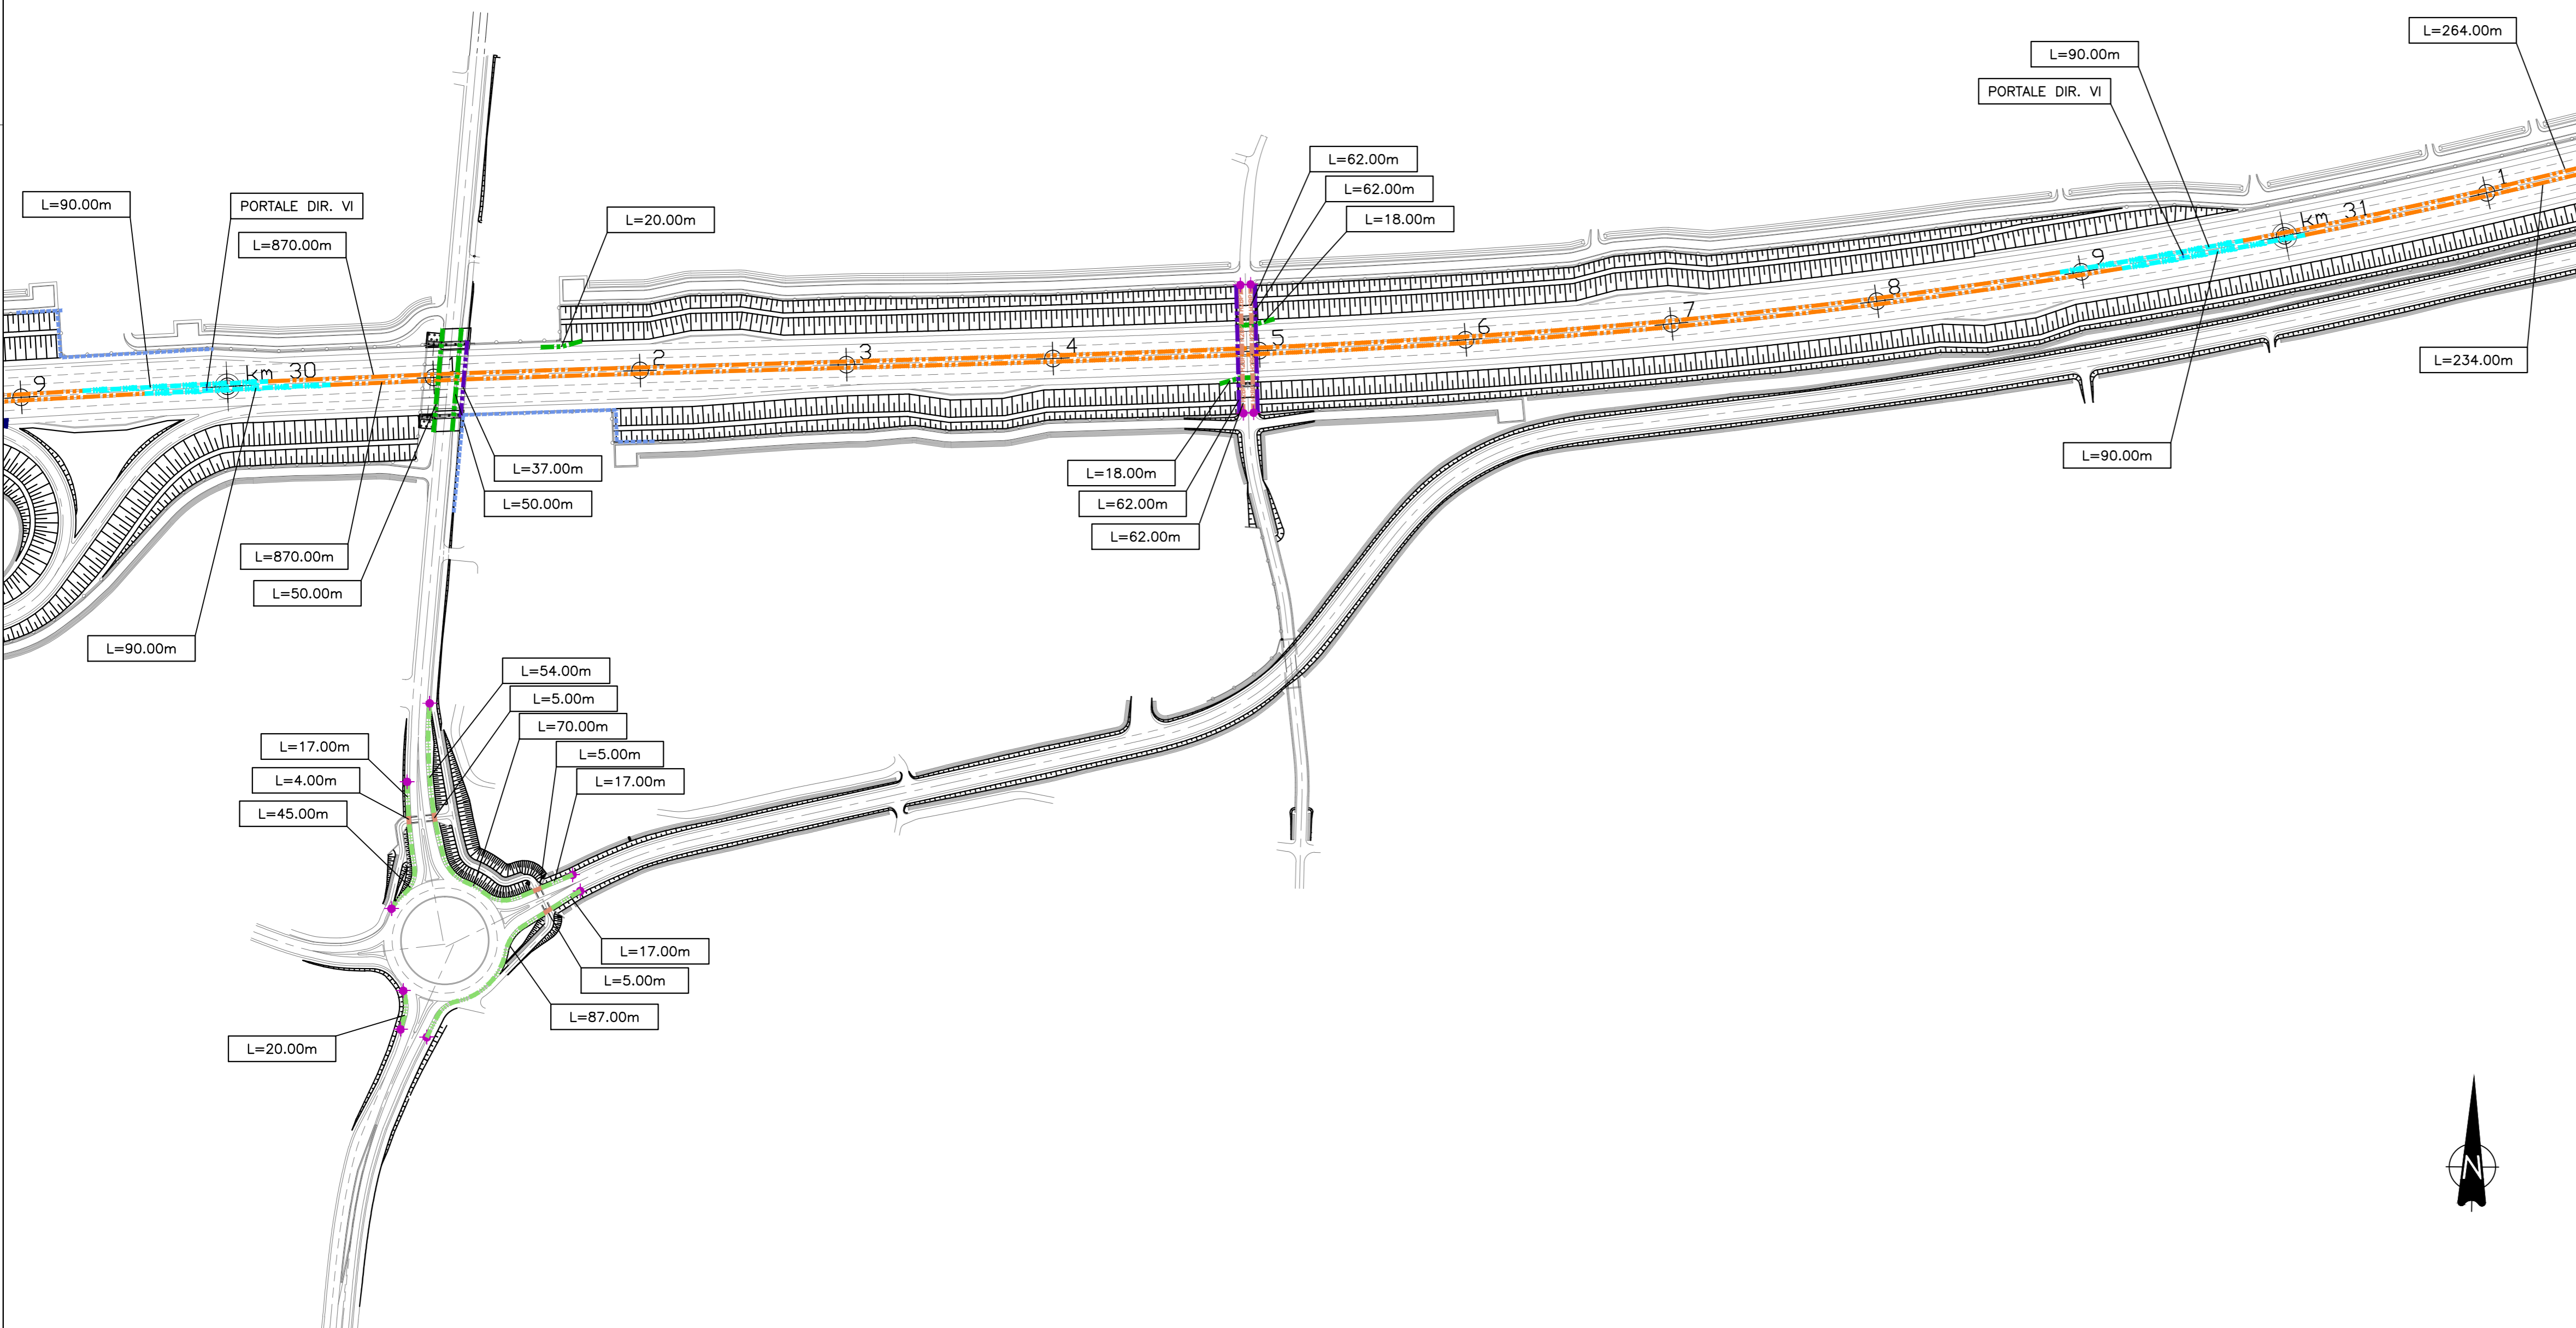 L=264.00m
L=90.00m
PORTALE DIR. VI
L=62.00m
L=62.00m
L=18.00m
L=90.00m
PORTALE DIR. VI
L=870.00m
L=20.00m
km 31
1
9
8
7
6
5
4
3
2
1
km 30
9
L=234.00m
L=90.00m
L=37.00m
L=50.00m
L=18.00m
L=62.00m
L=62.00m
L=870.00m
L=50.00m
L=90.00m
L=54.00m
L=5.00m
L=70.00m
L=5.00m
L=17.00m
L=17.00m
L=4.00m
L=45.00m
L=17.00m
L=5.00m
L=87.00m
L=20.00m
N